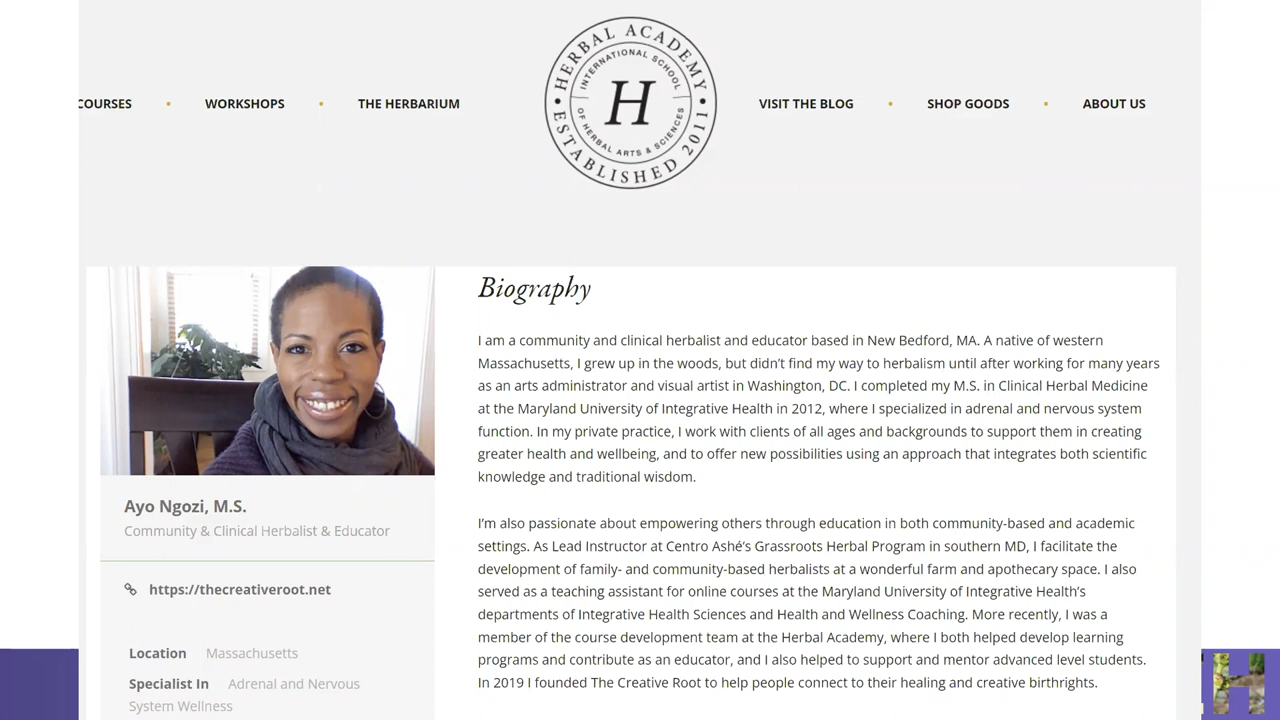 COURSES • WORKSHOPS • THE HERBARIUM
HERBAL ACADEMY
INTERNATIONAL SCHOOL
H
OF HERBAL ARTS & SCIENCES
ESTABLISHED 2011
VISIT THE BLOG • SHOP GOODS • ABOUT US
Ayo Ngozi, M.S.
Community & Clinical Herbalist & Educator
https://thecreativeroot.net
Location Massachusetts
Specialist In Adrenal and Nervous
System Wellness
Biography
I am a community and clinical herbalist and educator based in New Bedford, MA. A native of western
Massachusetts, I grew up in the woods, but didn’t find my way to herbalism until after working for many years
as an arts administrator and visual artist in Washington, DC. I completed my M.S. in Clinical Herbal Medicine
at the Maryland University of Integrative Health in 2012, where I specialized in adrenal and nervous system
function. In my private practice, I work with clients of all ages and backgrounds to support them in creating
greater health and wellbeing, and to offer new possibilities using an approach that integrates both scientific
knowledge and traditional wisdom.
I’m also passionate about empowering others through education in both community-based and academic
settings. As Lead Instructor at Centro Ashé’s Grassroots Herbal Program in southern MD, I facilitate the
development of family- and community-based herbalists at a wonderful farm and apothecary space. I also
served as a teaching assistant for online courses at the Maryland University of Integrative Health’s
departments of Integrative Health Sciences and Health and Wellness Coaching. More recently, I was a
member of the course development team at the Herbal Academy, where I both helped develop learning
programs and contribute as an educator, and I also helped to support and mentor advanced level students.
In 2019 I founded The Creative Root to help people connect to their healing and creative birthrights.
H